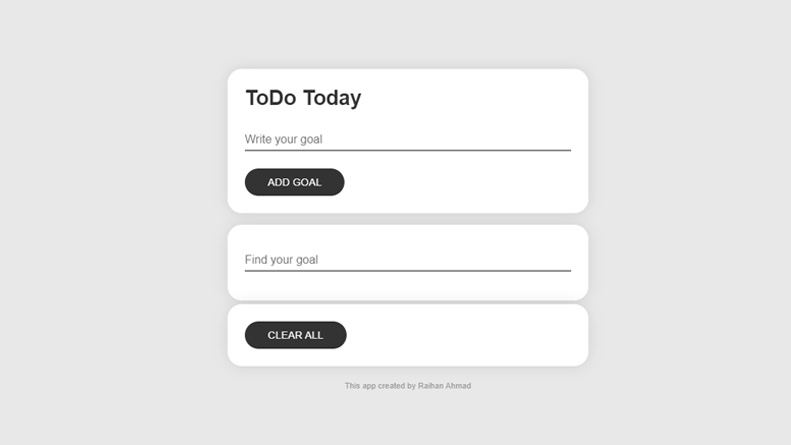 ToDo Today
Write your goal
ADD GOAL
Find your goal
CLEAR ALL
This app created by Raihan Ahmad